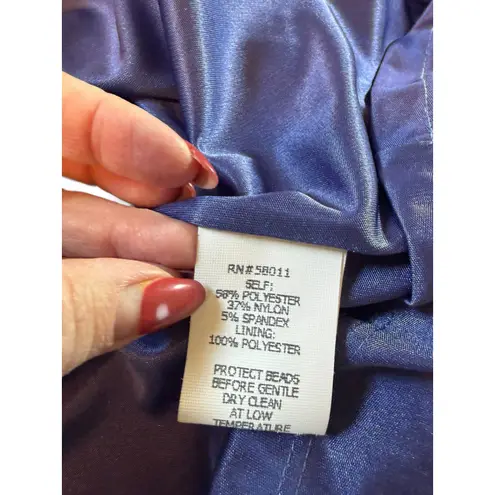 RN#58011
SELF:
58% POLYESTER
37% NYLON
5% SPANDEX
LINING:
100% POLYESTER
PROTECT BEADS
BEFORE GENTLE
DRY CLEAN
AT LOW
TEMPERATURE